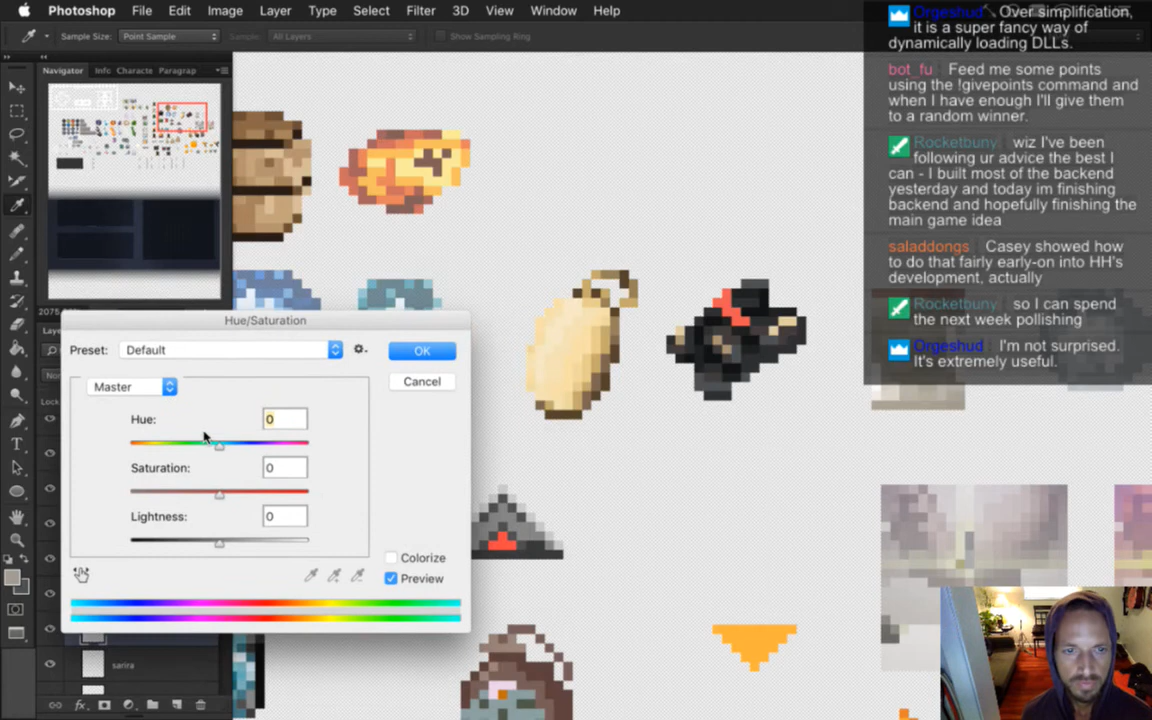 Photoshop File Edit Image Layer Type Select Filter 3D View Window Help
Sample Size: Point Sample All Layers Show Sampling Ring
Navigator Info Characte Paragrap
Orgeshud Over simplification,
it is a super fancy way of
dynamically loading DLLs.
bot_fu Feed me some points
using the !givepoints command and
when I have enough I'll give them
to a random winner.
Rocketbuny wiz I've been
following ur advice the best I
can - I built most of the backend
yesterday and today im finishing
backend and hopefully finishing the
main game idea
saladdongs Casey showed how
to do that fairly early-on into HH's
development, actually
Rocketbuny so I can spend
the next week pollishing
Orgeshud I'm not surprised.
It's extremely useful.
Hue/Saturation
Preset: Default
OK
Cancel
Master
Hue: 0
Saturation: 0
Lightness: 0
Colorize
Preview
sarira